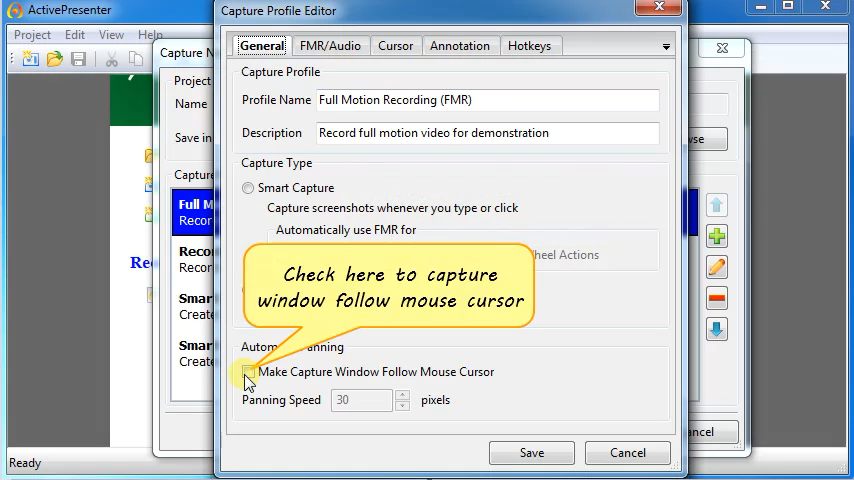 ActivePresenter
Project Edit View
Capture N
Project
Name
Save in
wse
Captur
Full M
Recor
Reco
Recor
Smar
Create
Smar
Create
Rec
ancel
Ready
Capture Profile Editor
General FMR/Audio Cursor Annotation Hotkeys
Capture Profile
Profile Name Full Motion Recording (FMR)
Description Record full motion video for demonstration
Capture Type
Smart Capture
Capture screenshots whenever you type or click
Automatically use FMR for
heel Actions
Check here to capture
window follow mouse cursor
Autom anning
Make Capture Window Follow Mouse Cursor
Panning Speed 30 pixels
Save Cancel